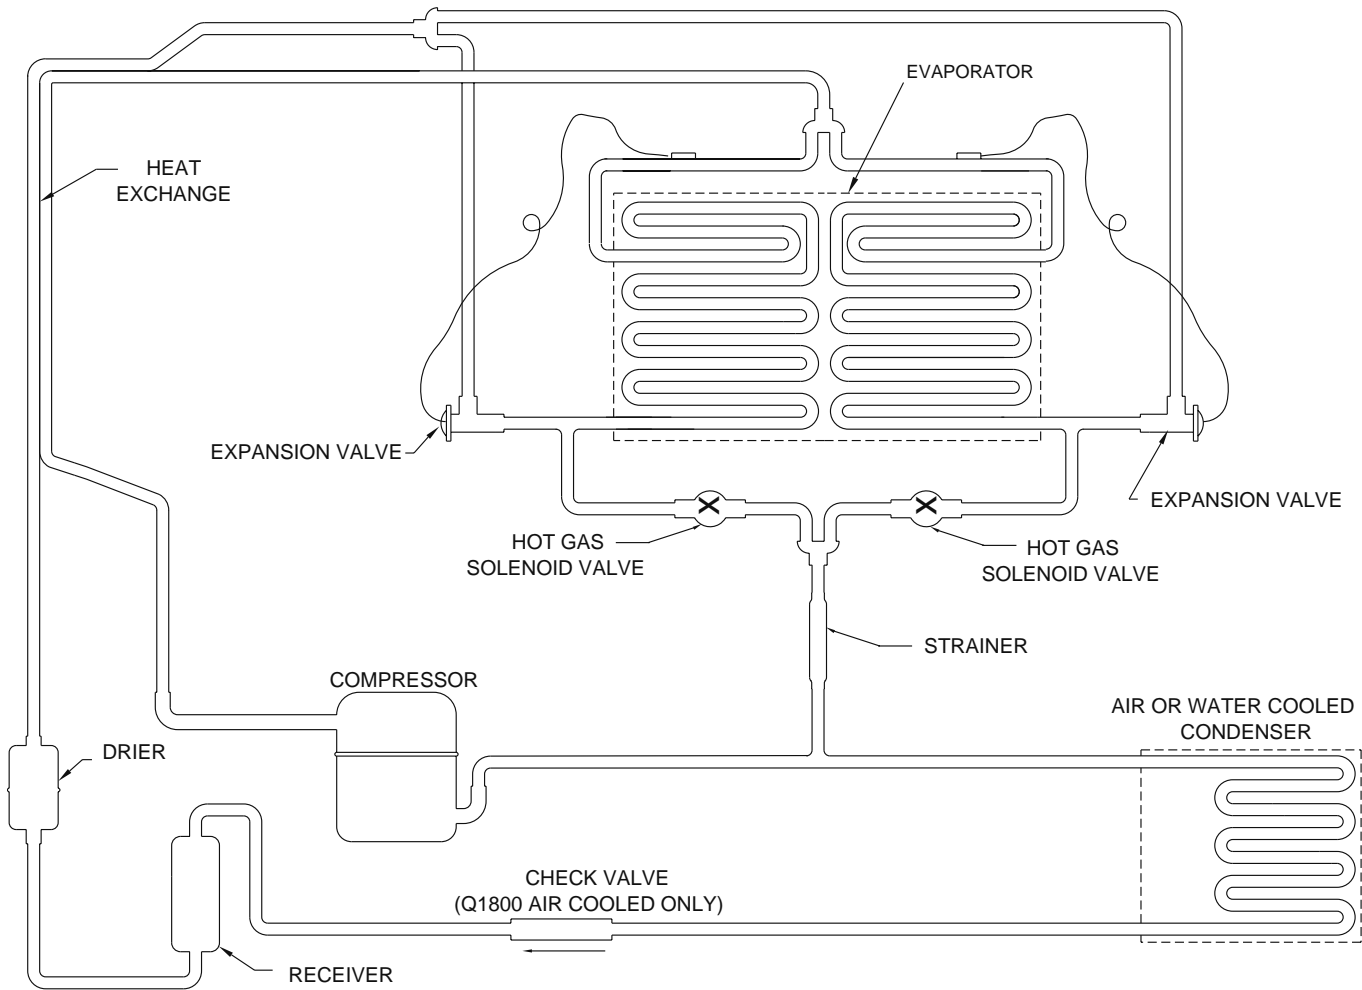 EVAPORATOR
HEAT
EXCHANGE
EXPANSION VALVE
EXPANSION VALVE
HOT GAS
SOLENOID VALVE
HOT GAS
SOLENOID VALVE
STRAINER
COMPRESSOR
AIR OR WATER COOLED
CONDENSER
DRIER
CHECK VALVE
(Q1800 AIR COOLED ONLY)
RECEIVER